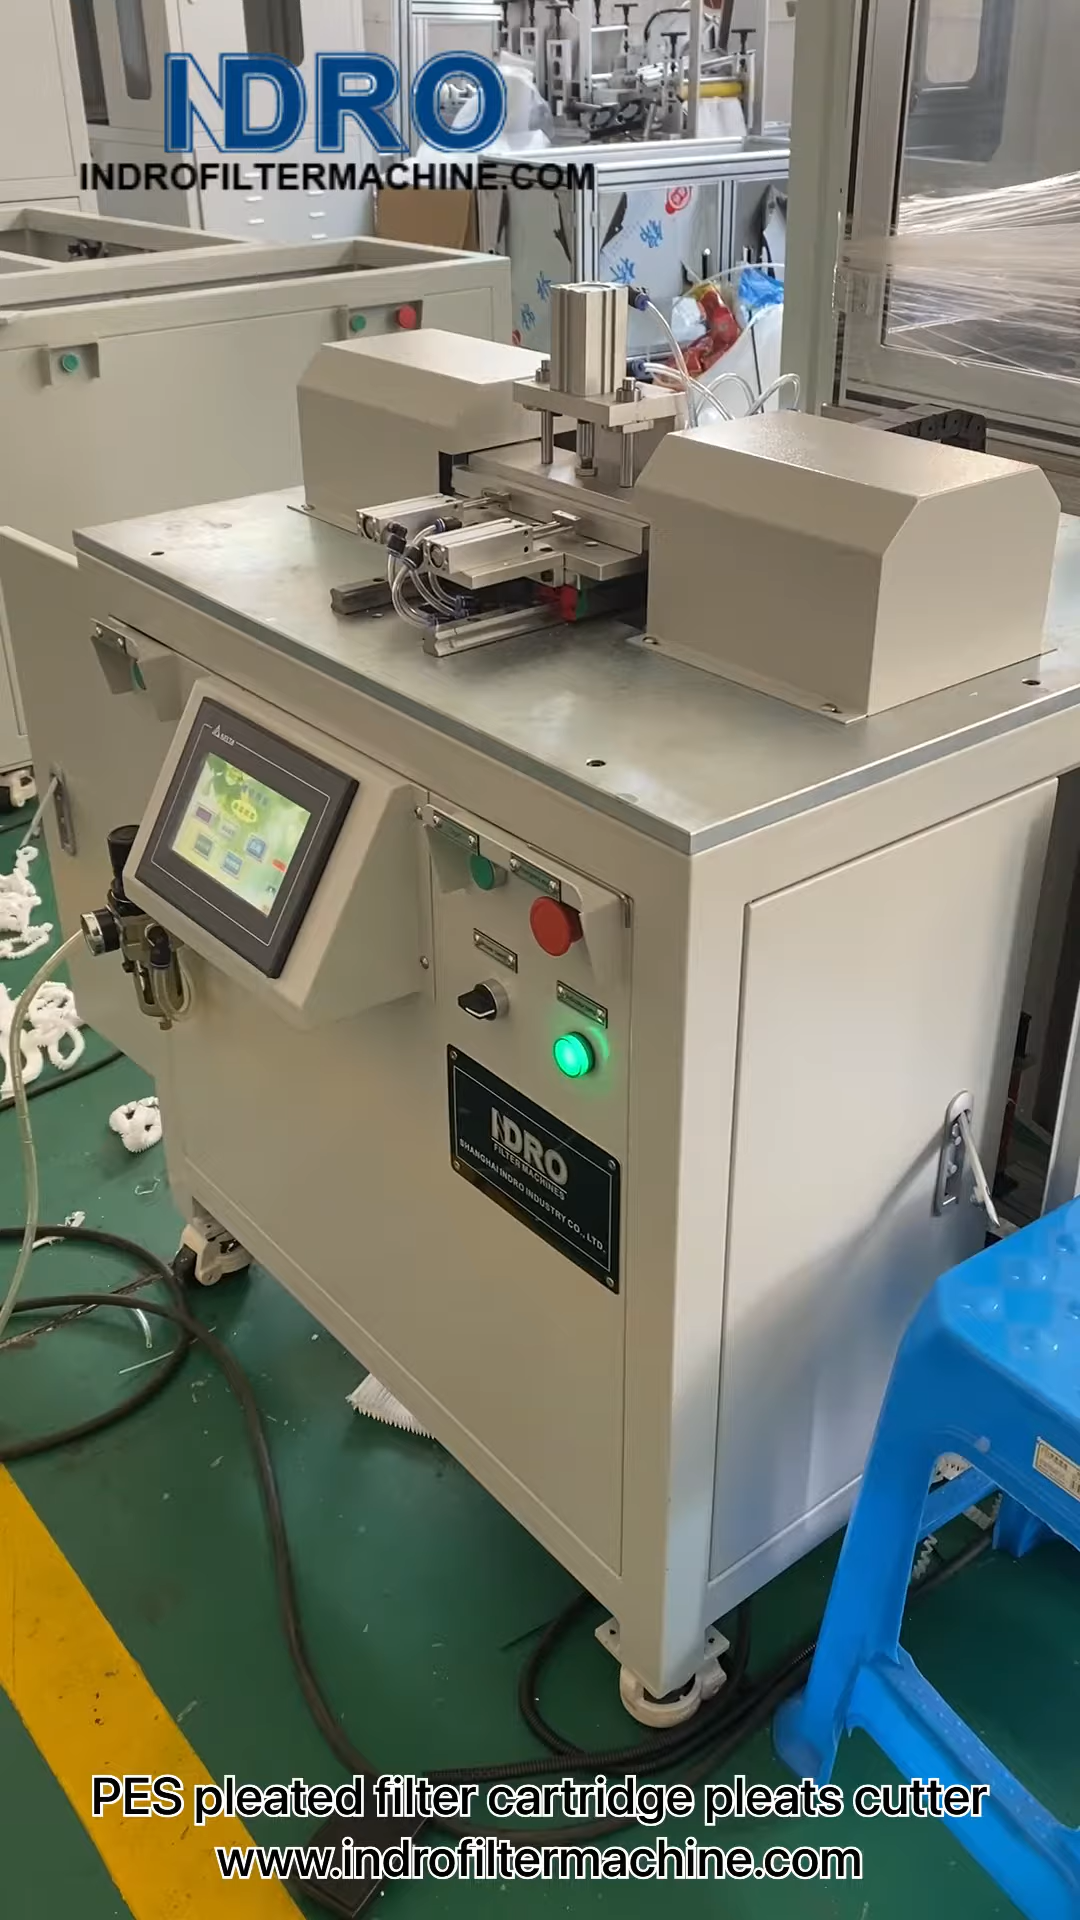 INDRO
INDROFILTERMACHINE.COM
DELTA
INDRO
FILTER MACHINES
SHANGHAI INDRO INDUSTRY CO., LTD.
PES pleated filter cartridge pleats cutter
www.indrofiltermachine.com